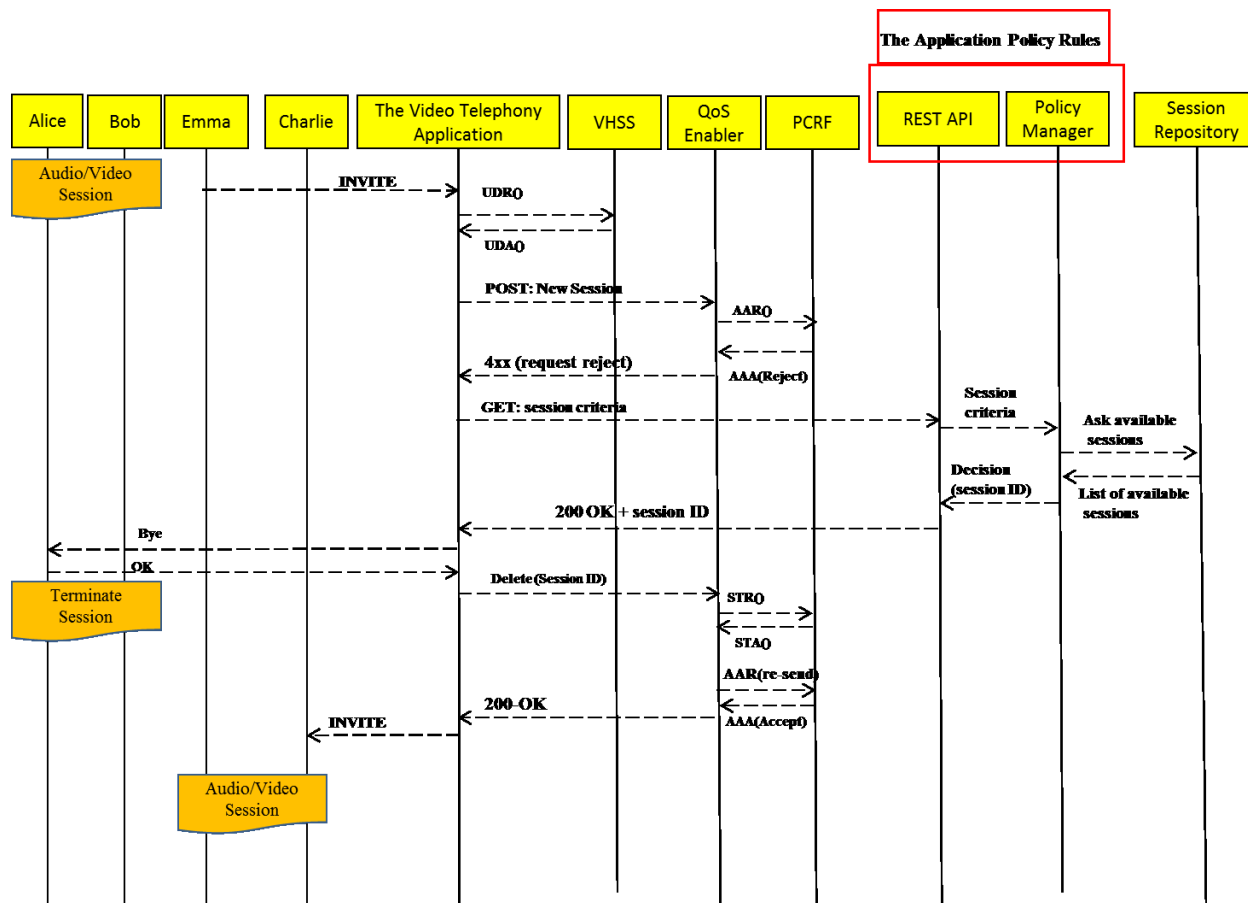 The Application Policy Rules
Alice
Bob
Emma
Charlie
The Video Telephony
Application
VHSS
QoS
Enabler
PCRF
REST API
Policy
Manager
Session
Repository
Audio/Video
Session
INVITE
UDR()
UDA()
POST: New Session
AAR()
4xx (request reject)
AAA(Reject)
GET: session criteria
Session
criteria
Ask available
sessions
Decision
(session ID)
List of available
sessions
200 OK + session ID
Bye
OK
Terminate
Session
Delete (Session ID)
STR()
STA()
AAR(re-send)
200-OK
AAA(Accept)
INVITE
Audio/Video
Session